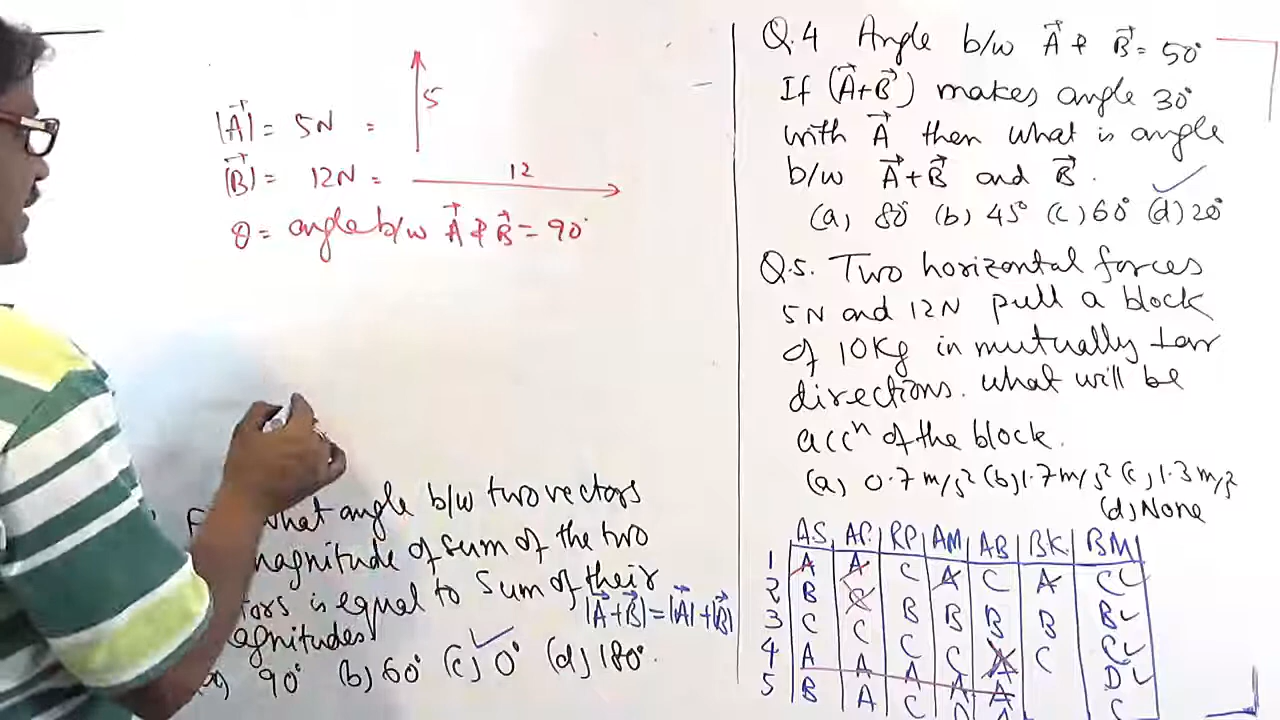 |A⃗| = 5N =
5
|B⃗| = 12N =
12
θ = angle b/w A⃗ & B⃗ = 90°
what angle b/w two vectors
magnitude of sum of the two
is equal to sum of their
|A⃗+B⃗| = |A⃗|+|B⃗|
90° (b) 60° (c) 0° (d) 180°.
Q.4 Angle b/w A⃗ & B⃗ = 50°
If (A⃗+B⃗) makes angle 30°
with A⃗ then what is angle
b/w A⃗+B⃗ and B⃗.
(a) 80° (b) 45° (c) 60° (d) 20°
Q.5. Two horizontal forces
5N and 12N pull a block
of 10Kg in mutually ⊥ar
directions. What will be
accⁿ of the block.
(a) 0.7 m/s² (b) 1.7 m/s² (c) 1.3 m/s²
(d) None
AS AP RP AM AB BK BM
1 A A C A C A C
2 B B B B B B
3 C C C C C C
4 A A A A D
5 B A C C